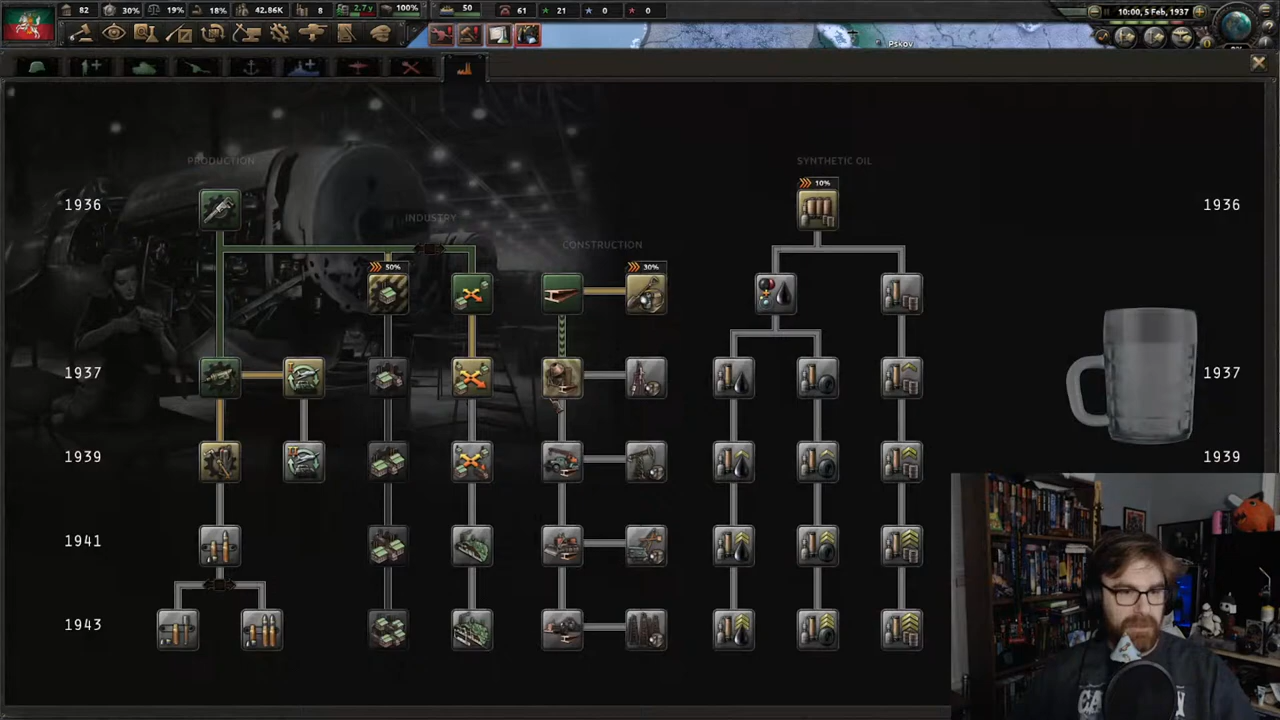 82 30% 19% 18% 42.86K 8 2.7 y 100% 50 61 21 0 0 10:00, 5 Feb, 1937
Pskov
PRODUCTION
SYNTHETIC OIL
10%
1936
1936
INDUSTRY
CONSTRUCTION
50%
30%
1937
1937
1939
1939
1941
1943